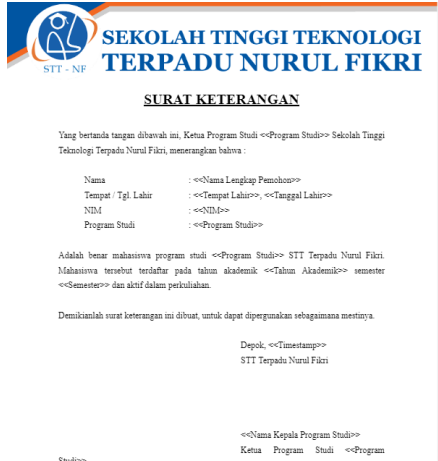 SEKOLAH TINGGI TEKNOLOGI
TERPADU NURUL FIKRI
STT - NF
SURAT KETERANGAN
Yang bertanda tangan dibawah ini, Ketua Program Studi <<Program Studi>> Sekolah Tinggi
Teknologi Terpadu Nurul Fikri, menerangkan bahwa :
Nama : <<Nama Lengkap Pemohon>>
Tempat / Tgl. Lahir : <<Tempat Lahir>>, <<Tanggal Lahir>>
NIM : <<NIM>>
Program Studi : <<Program Studi>>
Adalah benar mahasiswa program studi <<Program Studi>> STT Terpadu Nurul Fikri.
Mahasiswa tersebut terdaftar pada tahun akademik <<Tahun Akademik>> semester
<<Semester>> dan aktif dalam perkuliahan.
Demikianlah surat keterangan ini dibuat, untuk dapat dipergunakan sebagaimana mestinya.
Depok, <<Timestamp>>
STT Terpadu Nurul Fikri
<<Nama Kepala Program Studi>>
Ketua Program Studi <<Program
Studi>>